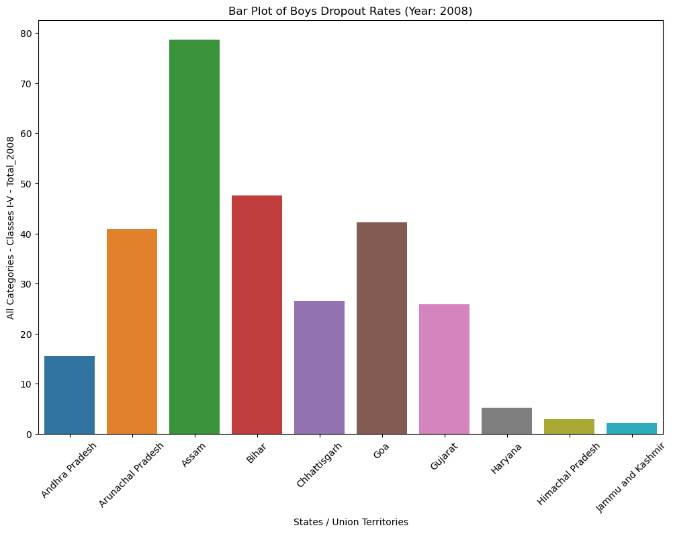 Bar Plot of Boys Dropout Rates (Year: 2008)
All Categories - Classes I-V - Total_2008
80
70
60
50
40
30
20
10
0
Andhra Pradesh
Arunachal Pradesh
Assam
Bihar
Chhattisgarh
Goa
Gujarat
Haryana
Himachal Pradesh
Jammu and Kashmir
States / Union Territories